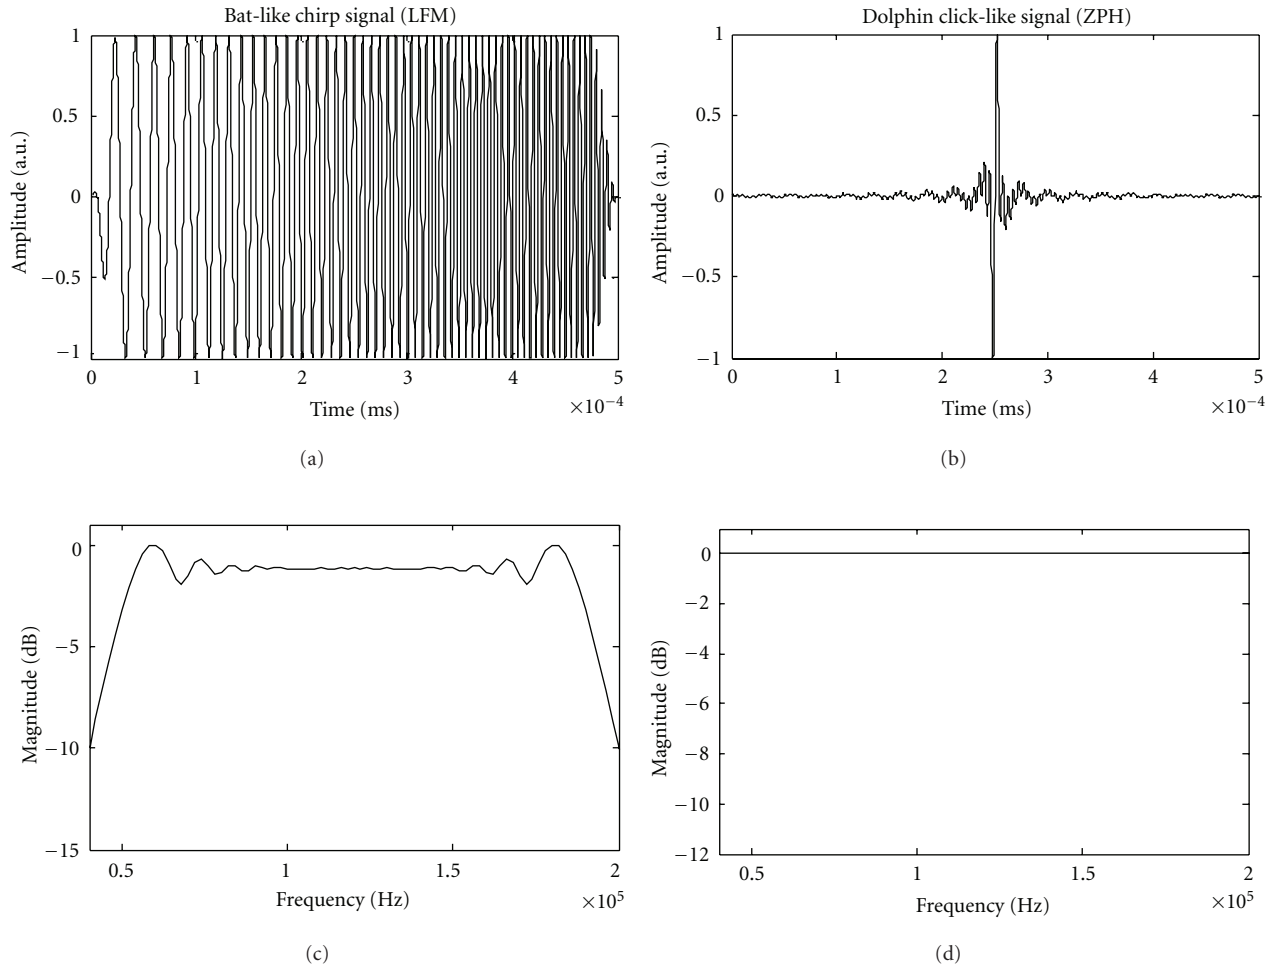 Bat-like chirp signal (LFM)
1
0.5
0
−0.5
−1
Amplitude (a.u.)
0 1 2 3 4 5
Time (ms)
×10−4
(a)
Dolphin click-like signal (ZPH)
1
0.5
0
−0.5
−1
Amplitude (a.u.)
0 1 2 3 4 5
Time (ms)
×10−4
(b)
0
−5
−10
−15
Magnitude (dB)
0.5 1 1.5 2
Frequency (Hz)
×105
(c)
0
−2
−4
−6
−8
−10
−12
Magnitude (dB)
0.5 1 1.5 2
Frequency (Hz)
×105
(d)